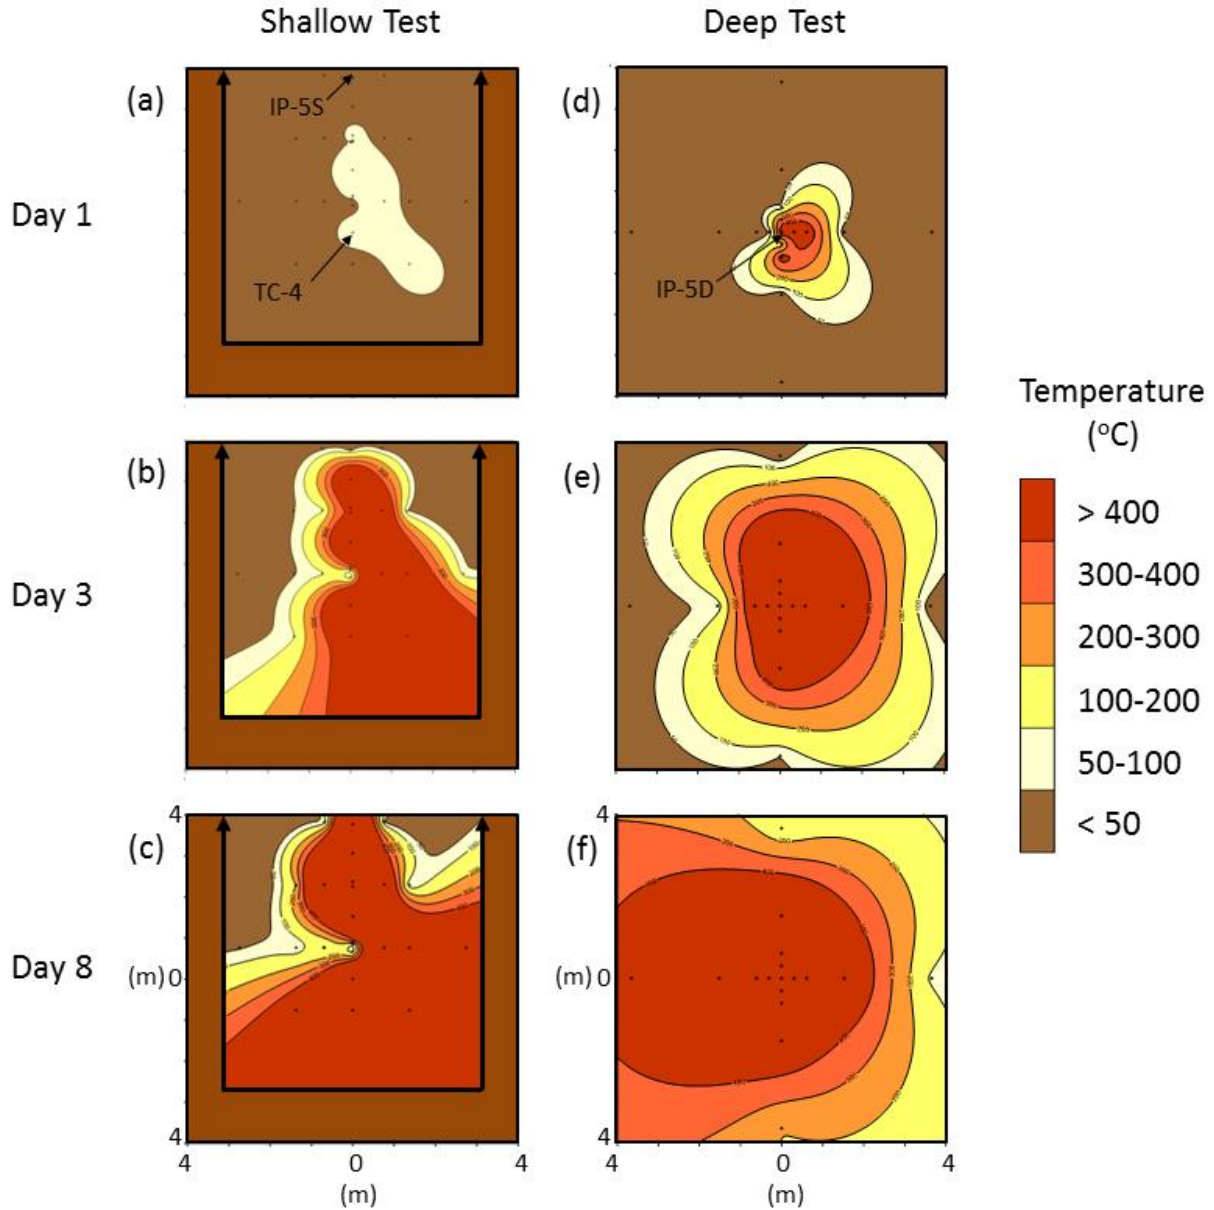 Shallow Test
Deep Test
Day 1
(a)
IP-5S
TC-4
(d)
IP-5D
Temperature
(°C)
> 400
300-400
200-300
100-200
50-100
< 50
Day 3
(b)
(e)
Day 8
(c)
4
(m) 0
4
4 0 4
(m)
(f)
4
(m) 0
4
4 0 4
(m)